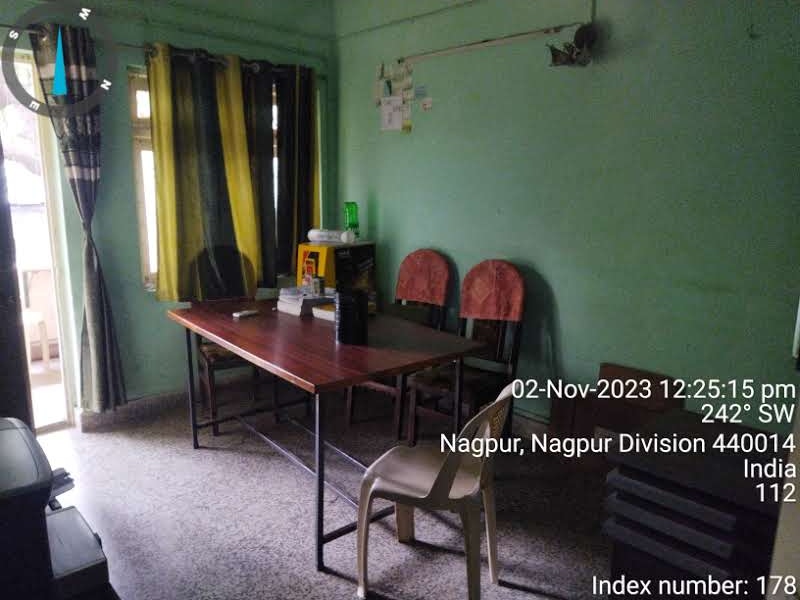 S
W
N
E
02-Nov-2023 12:25:15 pm
242° SW
Nagpur, Nagpur Division 440014
India
112
Index number: 178